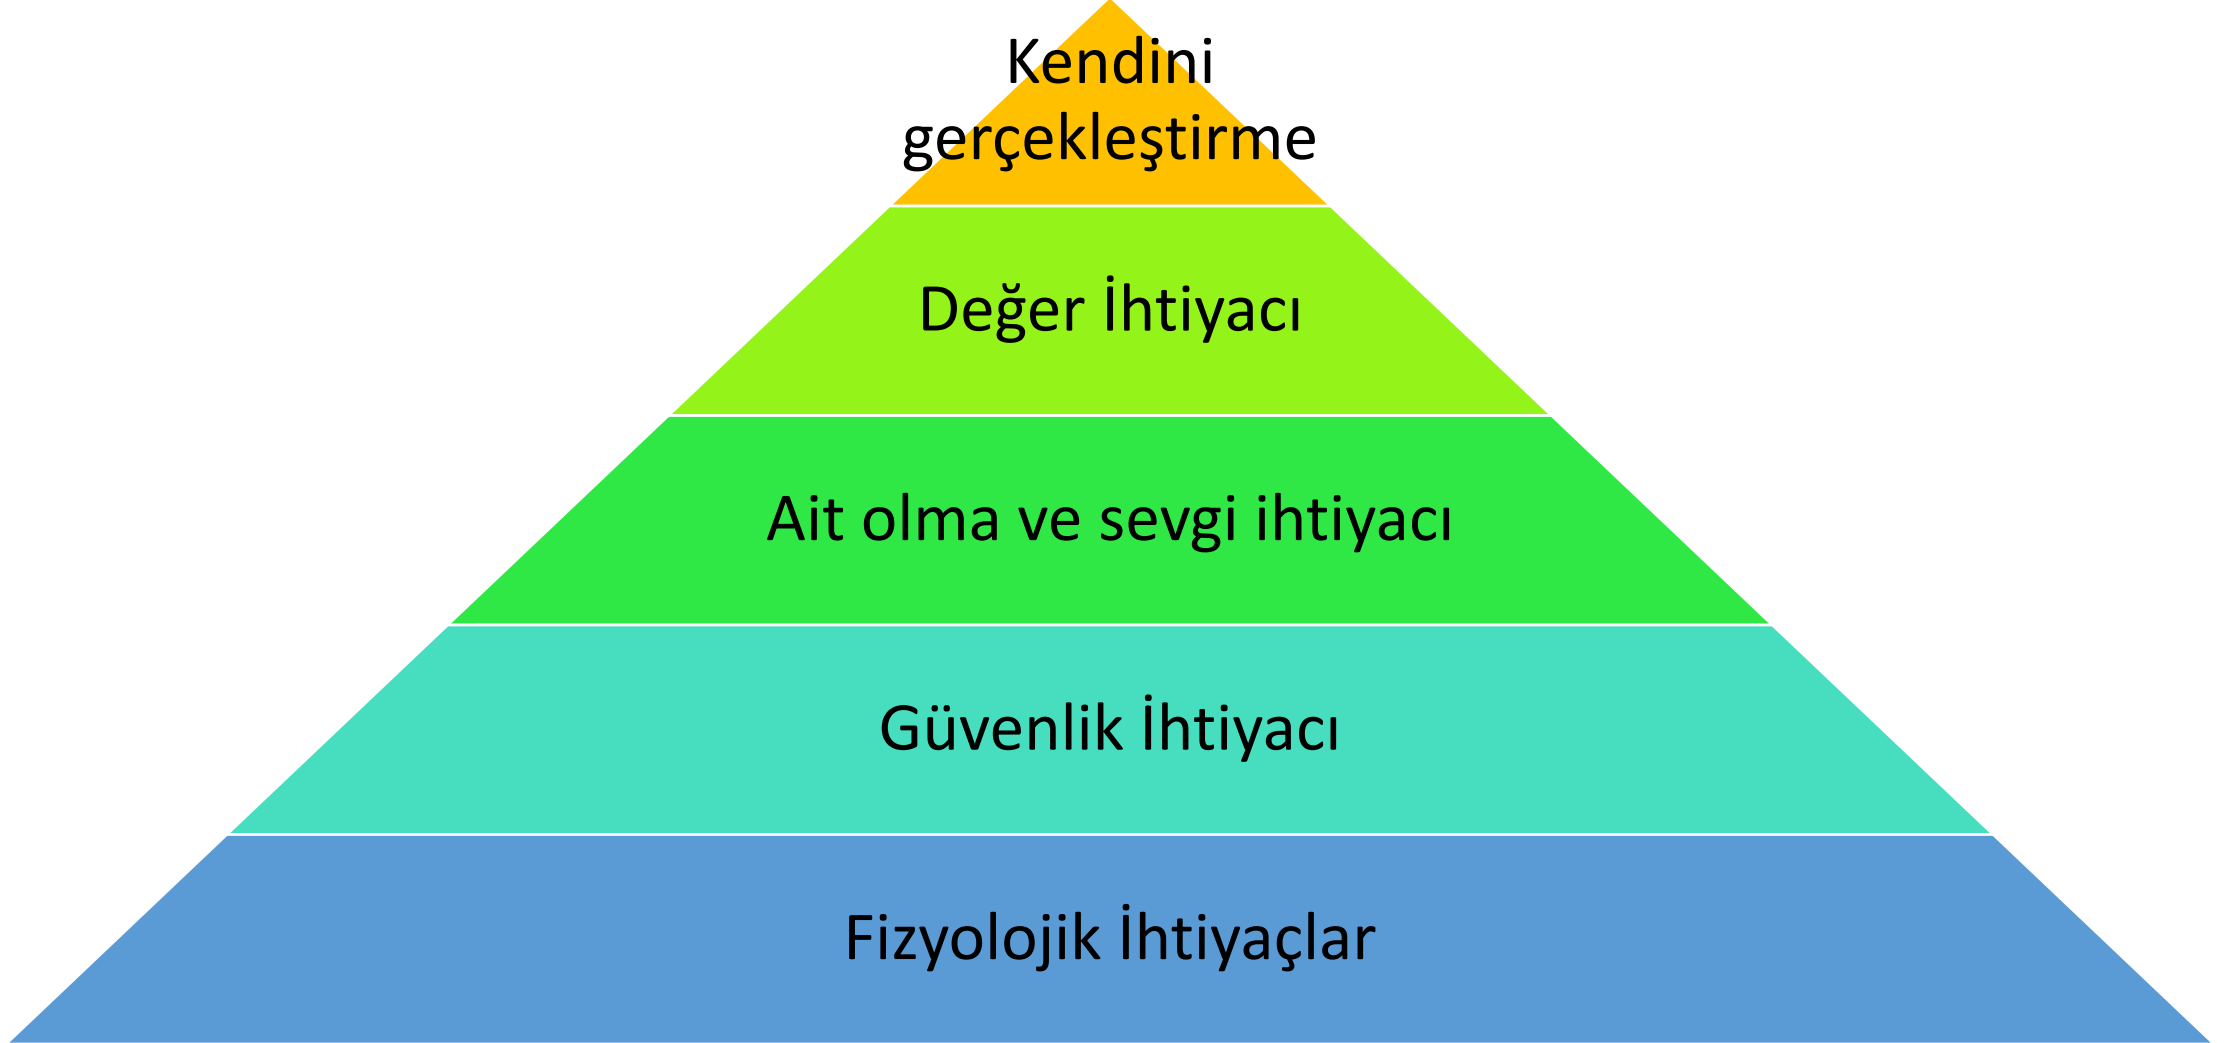 Kendini
gerçekleştirme
Değer İhtiyacı
Ait olma ve sevgi ihtiyacı
Güvenlik İhtiyacı
Fizyolojik İhtiyaçlar